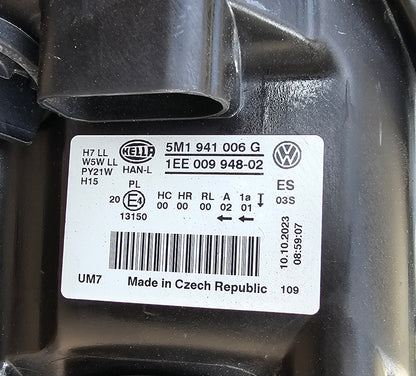 H7 LL
W5W LL
PY21W
H15
HELLA
HAN-L
5M1 941 006 G
1EE 009 948-02
PL
20 E4
13150
HC HR RL A 1a
00 00 00 02 01
ES
03S
10.10.2023
08:59:07
UM7
Made in Czech Republic
109